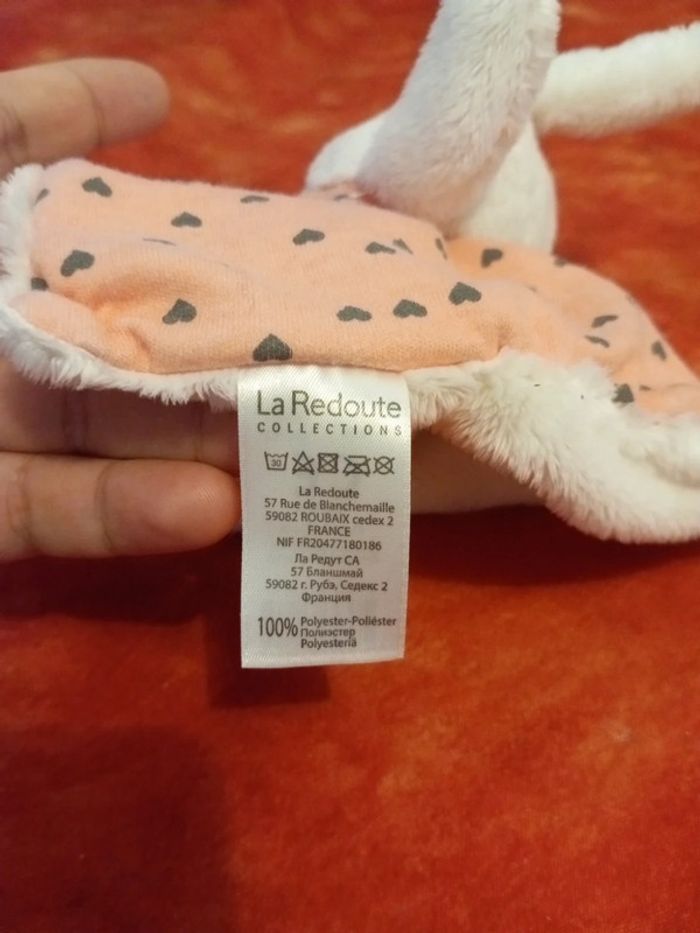 La Redoute
COLLECTIONS
30
La Redoute
57 Rue de Blanchemaille
59082 ROUBAIX cedex 2
FRANCE
NIF FR20477180186
Ла Редут СА
57 Бланшмай
59082 г. Рубэ, Седекс 2
Франция
100% Polyester-Poliéster
Полиэстер
Polyesteria